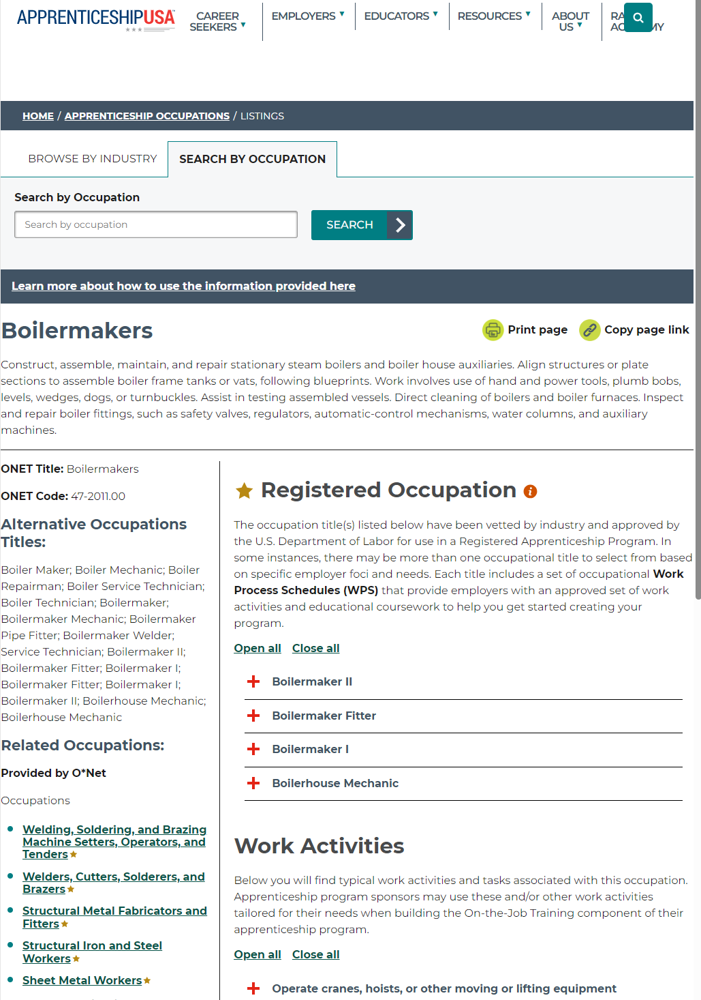 APPRENTICESHIPUSA
CAREER
SEEKERS
EMPLOYERS
EDUCATORS
RESOURCES
ABOUT
US
HOME / APPRENTICESHIP OCCUPATIONS / LISTINGS
BROWSE BY INDUSTRY
SEARCH BY OCCUPATION
Search by Occupation
Search by occupation
SEARCH
Learn more about how to use the information provided here
Boilermakers
Print page
Copy page link
Construct, assemble, maintain, and repair stationary steam boilers and boiler house auxiliaries. Align structures or plate
sections to assemble boiler frame tanks or vats, following blueprints. Work involves use of hand and power tools, plumb bobs,
levels, wedges, dogs, or turnbuckles. Assist in testing assembled vessels. Direct cleaning of boilers and boiler furnaces. Inspect
and repair boiler fittings, such as safety valves, regulators, automatic-control mechanisms, water columns, and auxiliary
machines.
ONET Title: Boilermakers
ONET Code: 47-2011.00
Alternative Occupations
Titles:
Boiler Maker; Boiler Mechanic; Boiler
Repairman; Boiler Service Technician;
Boiler Technician; Boilermaker;
Boilermaker Mechanic; Boilermaker
Pipe Fitter; Boilermaker Welder;
Service Technician; Boilermaker II;
Boilermaker Fitter; Boilermaker I;
Boilermaker Fitter; Boilermaker I;
Boilermaker II; Boilerhouse Mechanic;
Boilerhouse Mechanic
Related Occupations:
Provided by O*Net
Occupations
Welding, Soldering, and Brazing
Machine Setters, Operators, and
Tenders
Welders, Cutters, Solderers, and
Brazers
Structural Metal Fabricators and
Fitters
Structural Iron and Steel
Workers
Sheet Metal Workers
Registered Occupation
The occupation title(s) listed below have been vetted by industry and approved by
the U.S. Department of Labor for use in a Registered Apprenticeship Program. In
some instances, there may be more than one occupational title to select from based
on specific employer foci and needs. Each title includes a set of occupational Work
Process Schedules (WPS) that provide employers with an approved set of work
activities and educational coursework to help you get started creating your
program.
Open all Close all
Boilermaker II
Boilermaker Fitter
Boilermaker I
Boilerhouse Mechanic
Work Activities
Below you will find typical work activities and tasks associated with this occupation.
Apprenticeship program sponsors may use these and/or other work activities
tailored for their needs when building the On-the-Job Training component of their
apprenticeship program.
Open all Close all
Operate cranes, hoists, or other moving or lifting equipment